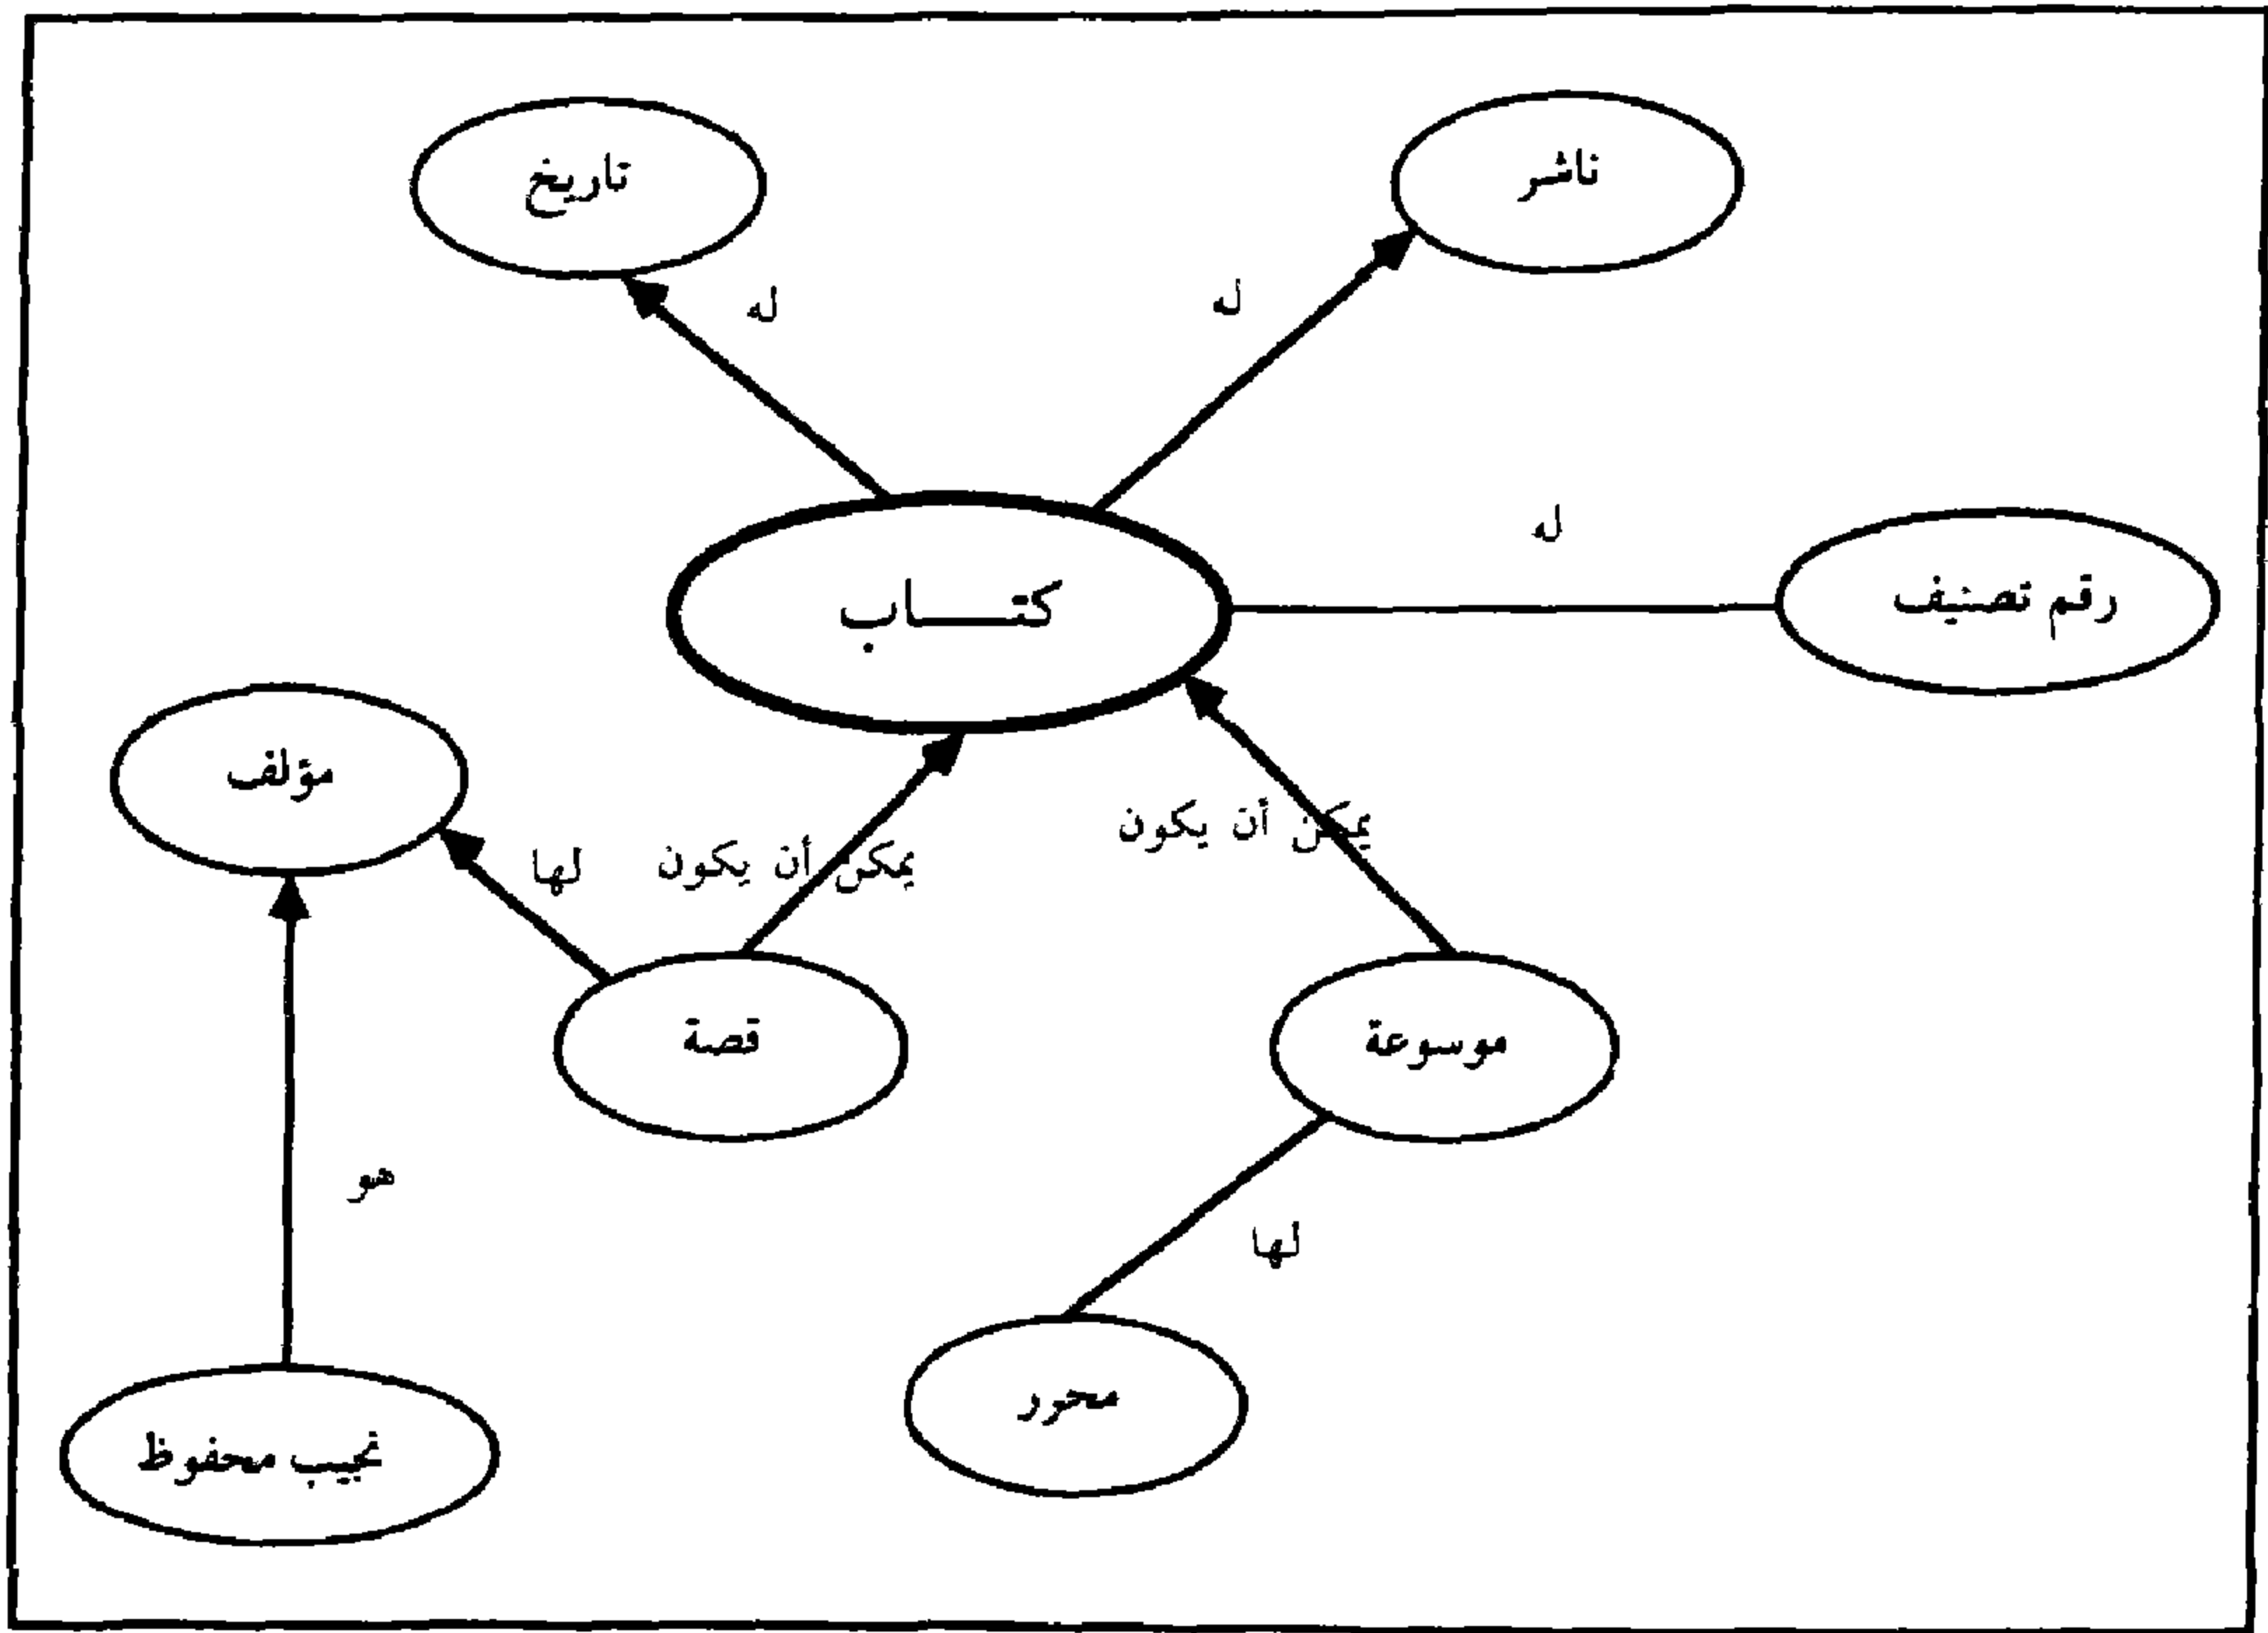 ناشر
تاريخ
له
له
له
رقم تصنيف
كتـــاب
مؤلف
يمكن أن يكون
يمكن أن يكون
لها
موسوعة
قصة
هو
لها
محور
نجيب محفوظ